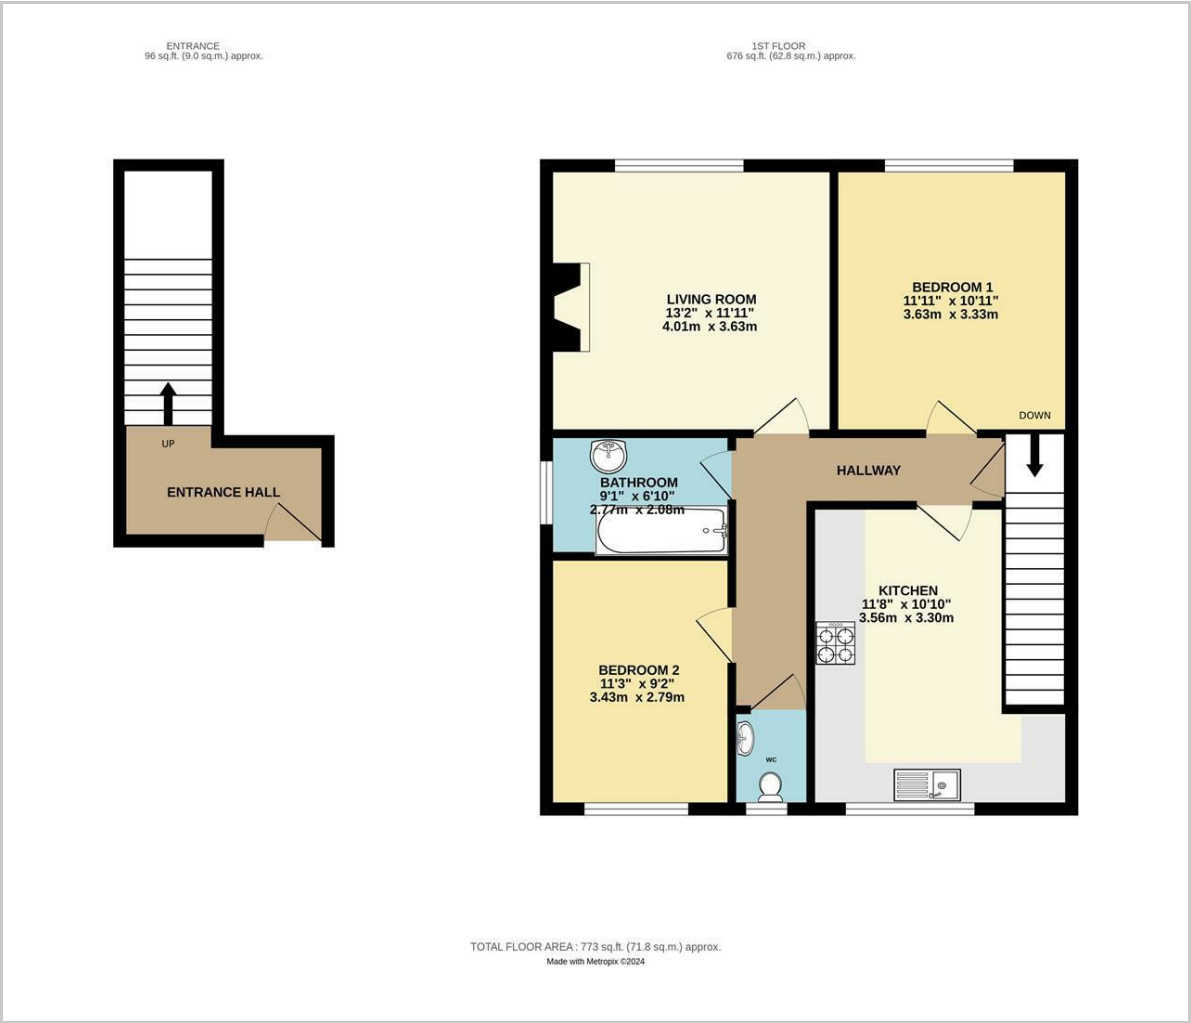 ENTRANCE
96 sq.ft. (9.0 sq.m.) approx.
1ST FLOOR
676 sq.ft. (62.8 sq.m.) approx.
LIVING ROOM
13'2" x 11'11"
4.01m x 3.63m
BEDROOM 1
11'11" x 10'11"
3.63m x 3.33m
DOWN
UP
ENTRANCE HALL
BATHROOM
9'1" x 6'10"
2.77m x 2.08m
HALLWAY
KITCHEN
11'8" x 10'10"
3.56m x 3.30m
BEDROOM 2
11'3" x 9'2"
3.43m x 2.79m
WC
TOTAL FLOOR AREA : 773 sq.ft. (71.8 sq.m.) approx.
Made with Metropix ©2024